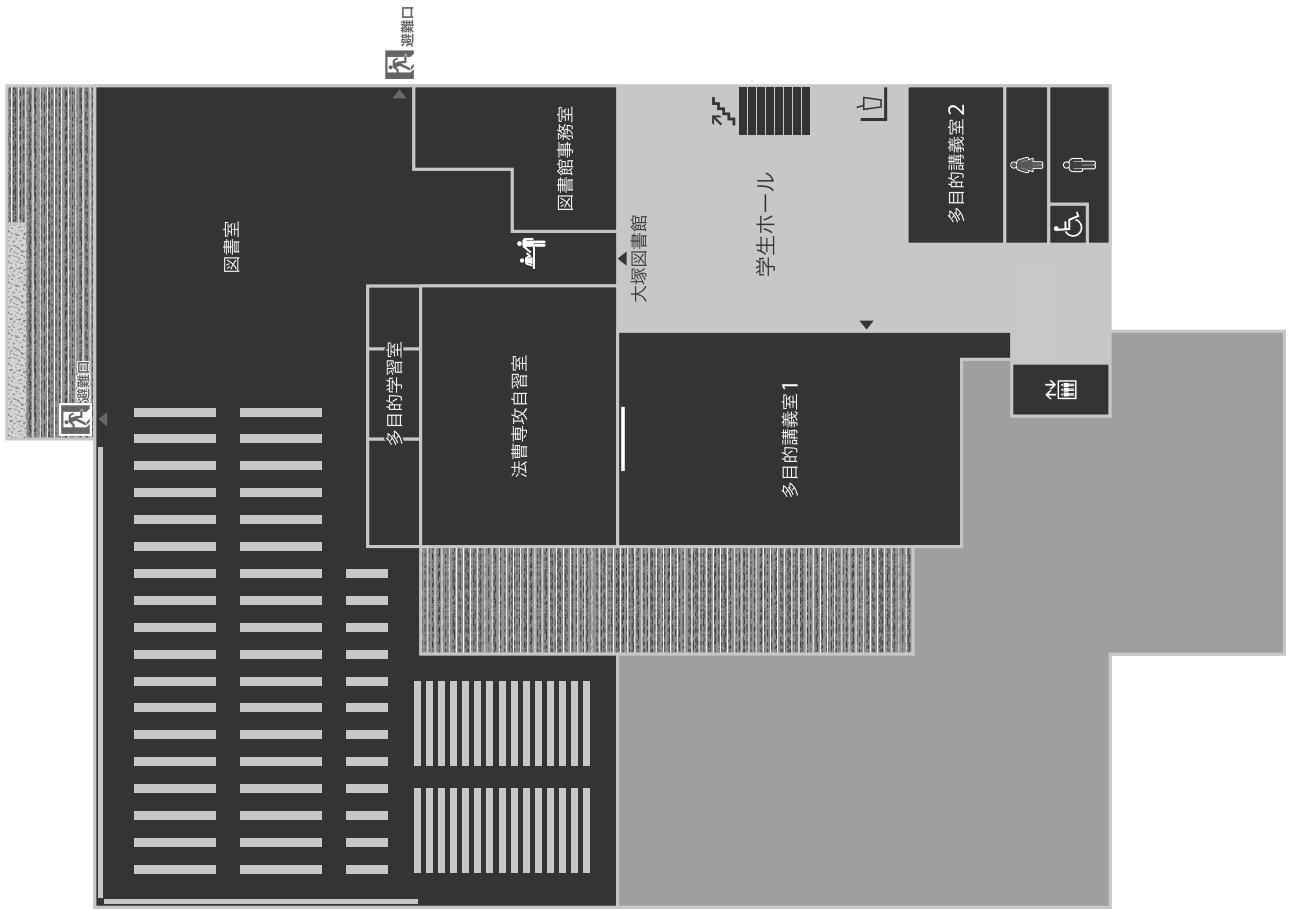 避難口
図書館事務室
多目的講義室2
図書室
学生ホール
大塚図書館
避難口
多目的学習室
法曹専攻自習室
多目的講義室1